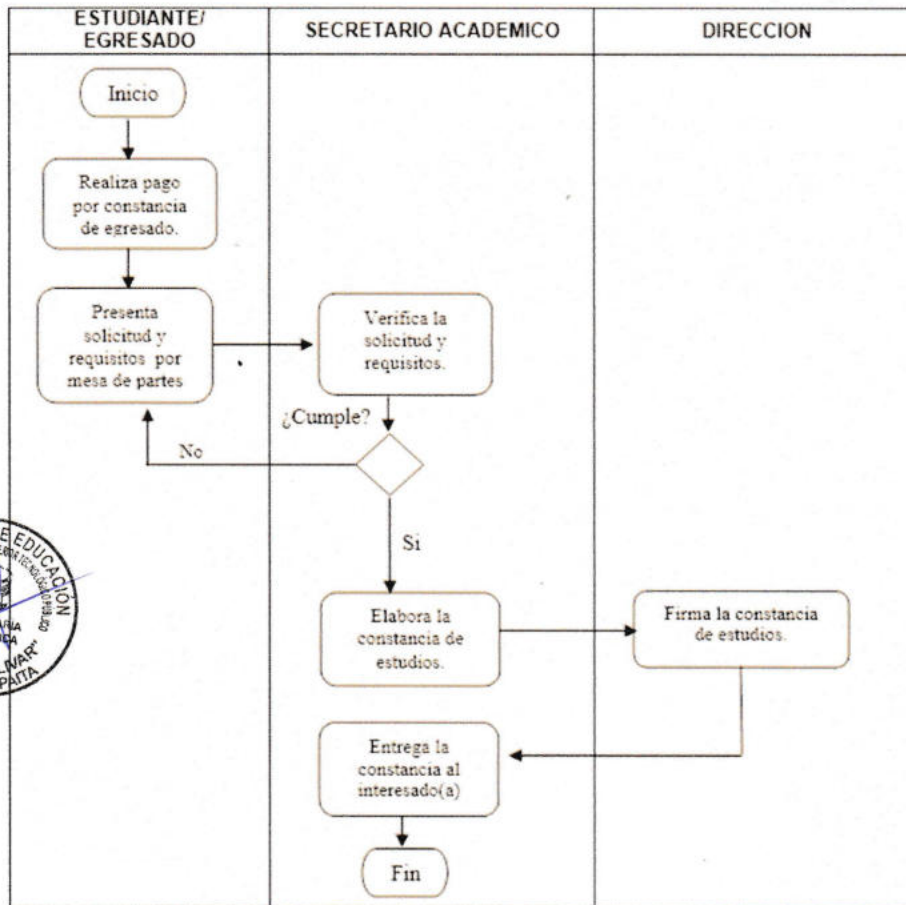 ESTUDIANTE/
EGRESADO
SECRETARIO ACADEMICO
DIRECCION
Inicio
Realiza pago
por constancia
de egresado.
Presenta
solicitud y
requisitos por
mesa de partes
Verifica la
solicitud y
requisitos.
¿Cumple?
No
Si
Elabora la
constancia de
estudios.
Firma la constancia
de estudios.
Entrega la
constancia al
interesado(a)
Fin
E EDUCACIÓN
TECNOLÓGICO PÚBLICO
PAITA